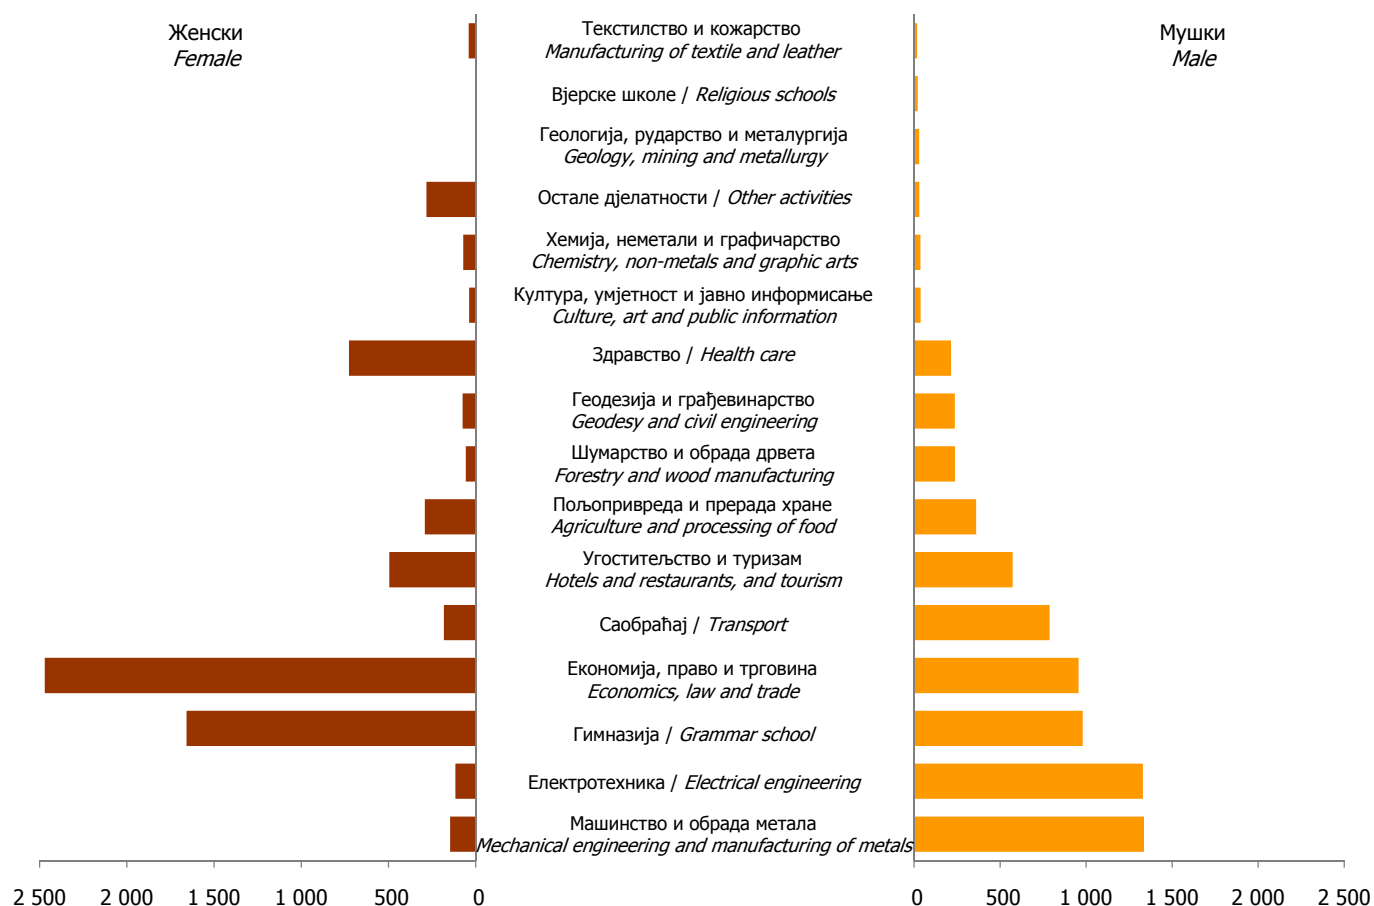 Женски
Female
Мушки
Male
Текстилство и кожарство
Manufacturing of textile and leather
Вјерске школе / Religious schools
Геологија, рударство и металургија
Geology, mining and metallurgy
Остале дјелатности / Other activities
Хемија, неметали и графичарство
Chemistry, non-metals and graphic arts
Култура, умјетност и јавно информисање
Culture, art and public information
Здравство / Health care
Геодезија и грађевинарство
Geodesy and civil engineering
Шумарство и обрада дрвета
Forestry and wood manufacturing
Пољопривреда и прерада хране
Agriculture and processing of food
Угоститељство и туризам
Hotels and restaurants, and tourism
Саобраћај / Transport
Економија, право и трговина
Economics, law and trade
Гимназија / Grammar school
Електротехника / Electrical engineering
Машинство и обрада метала
Mechanical engineering and manufacturing of metals
2 500 2 000 1 500 1 000 500 0
0 500 1 000 1 500 2 000 2 500